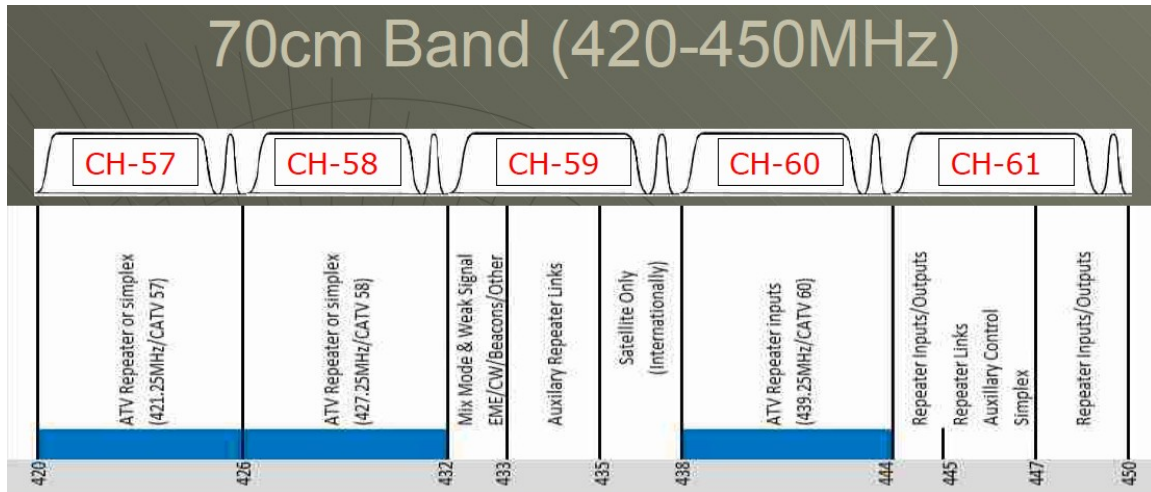 70cm Band (420-450MHz)
CH-57
CH-58
CH-59
CH-60
CH-61
ATV Repeater or simplex
(421.25MHz/CATV 57)
ATV Repeater or simplex
(427.25MHz/CATV 58)
Mix Mode & Weak Signal
EME/CW/Beacons/Other
Auxilary Repeater Links
Satellite Only
(Internationally)
ATV Repeater inputs
(439.25MHz/CATV 60)
Repeater Inputs/Outputs
Repeater Links
Auxillary Control
Simplex
Repeater Inputs/Outputs
420
426
432
433
435
438
444
445
447
450